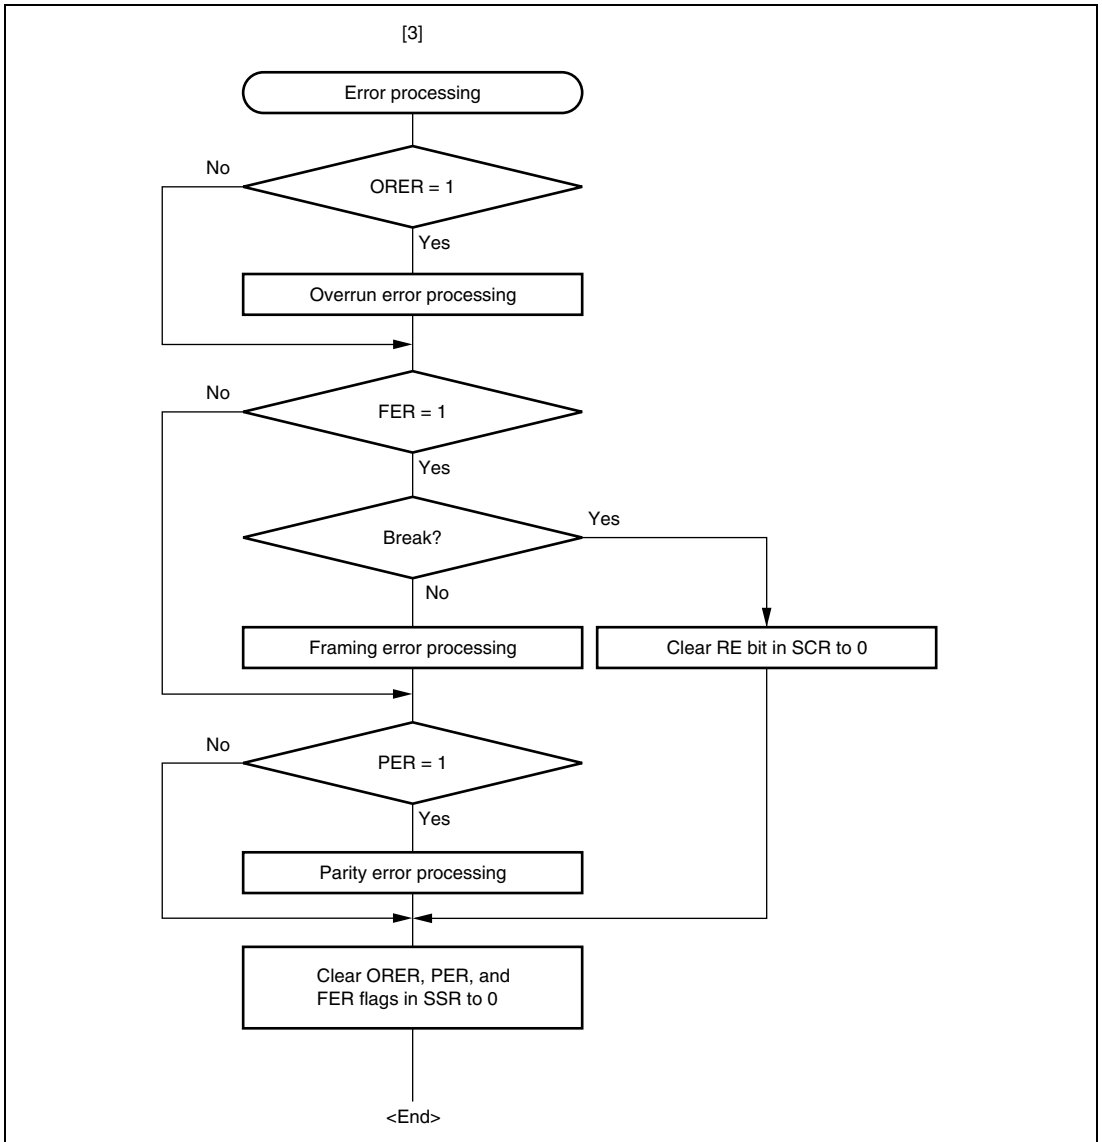 [3]
Error processing
No
ORER = 1
Yes
Overrun error processing
No
FER = 1
Yes
Break?
Yes
No
Framing error processing
Clear RE bit in SCR to 0
No
PER = 1
Yes
Parity error processing
Clear ORER, PER, and
FER flags in SSR to 0
<End>